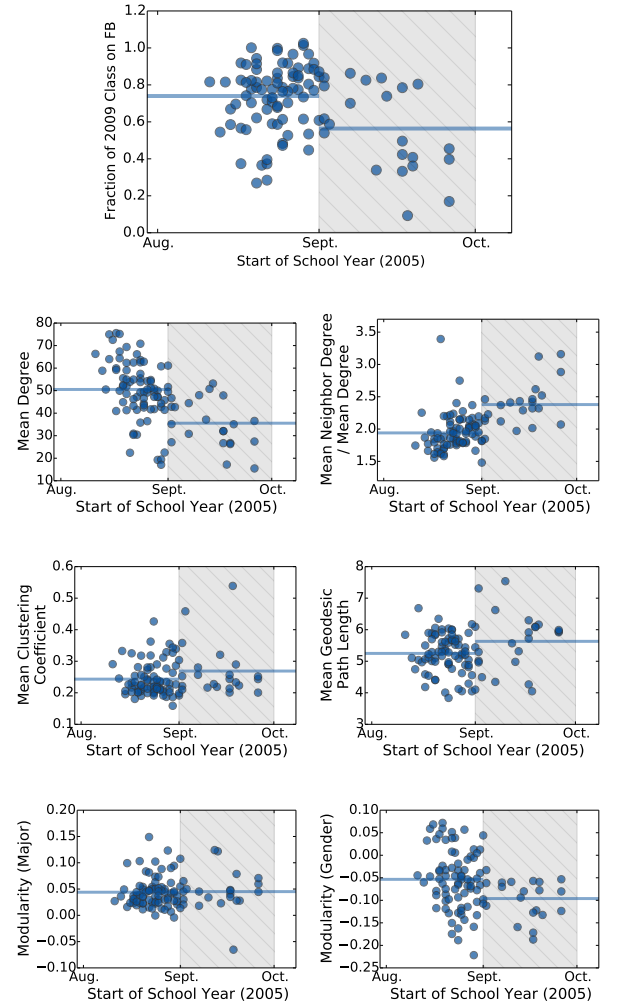 Fraction of 2009 Class on FB
1.2
1.0
0.8
0.6
0.4
0.2
0.0
Aug. Sept. Oct.
Start of School Year (2005)
Mean Degree
80
70
60
50
40
30
20
10
Aug. Sept. Oct.
Start of School Year (2005)
Mean Neighbor Degree
/ Mean Degree
3.5
3.0
2.5
2.0
1.5
Aug. Sept. Oct.
Start of School Year (2005)
Mean Clustering
Coefficient
0.6
0.5
0.4
0.3
0.2
0.1
Aug. Sept. Oct.
Start of School Year (2005)
Mean Geodesic
Path Length
8
7
6
5
4
3
Aug. Sept. Oct.
Start of School Year (2005)
Modularity (Major)
0.20
0.15
0.10
0.05
0.00
−0.05
−0.10
Aug. Sept. Oct.
Start of School Year (2005)
Modularity (Gender)
0.10
0.05
0.00
−0.05
−0.10
−0.15
−0.20
−0.25
Aug. Sept. Oct.
Start of School Year (2005)